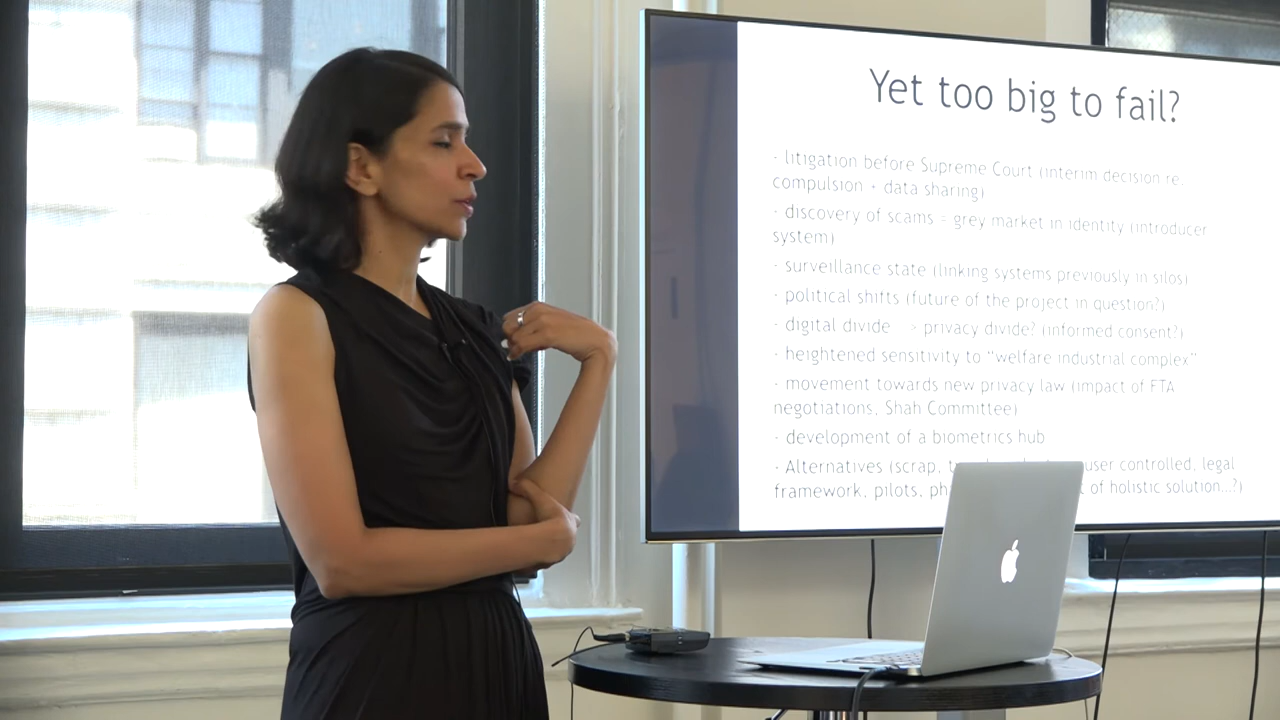 Yet too big to fail?
- litigation before Supreme Court (interim decision re.
compulsion + data sharing)
- discovery of scams = grey market in identity (introducer
system)
- surveillance state (linking systems previously in silos)
- political shifts (future of the project in question?)
- digital divide -> privacy divide? (informed consent?)
- heightened sensitivity to "welfare industrial complex"
- movement towards new privacy law (impact of FTA
negotiations, Shah Committee)
- development of a biometrics hub
- Alternatives (scrap, user controlled, legal
framework, pilots, of holistic solution...?)